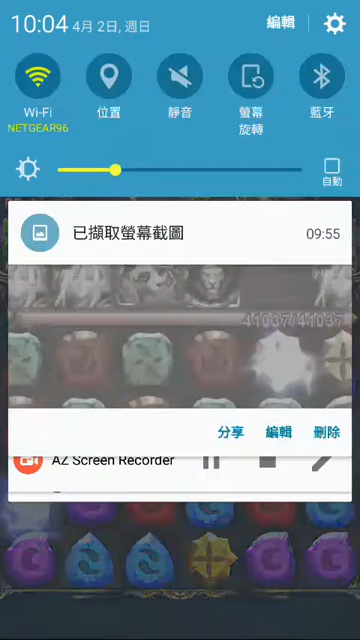 10:04 4月 2日, 週日
編輯
Wi-Fi
NETGEAR96
位置
靜音
螢幕
旋轉
藍牙
自動
已擷取螢幕截圖
09:55
41037/41037
分享
編輯
刪除
AZ Screen Recorder